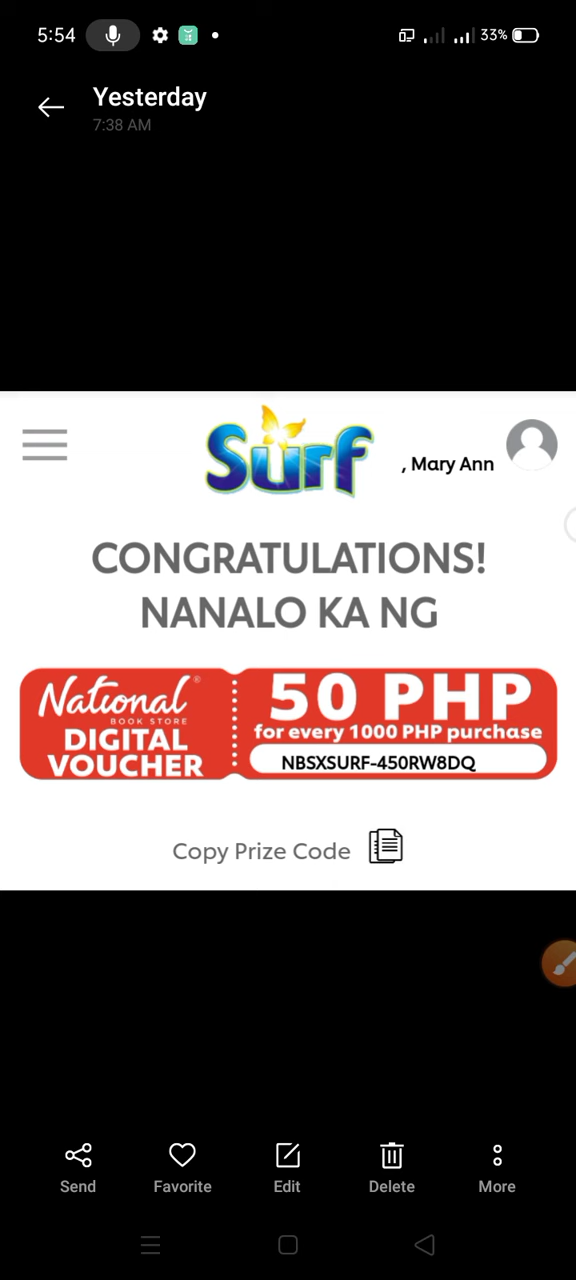 5:54
33%
Yesterday
7:38 AM
Surf
, Mary Ann
CONGRATULATIONS!
NANALO KA NG
National®
BOOK STORE
DIGITAL
VOUCHER
50 PHP
for every 1000 PHP purchase
NBSXSURF-450RW8DQ
Copy Prize Code
Send
Favorite
Edit
Delete
More